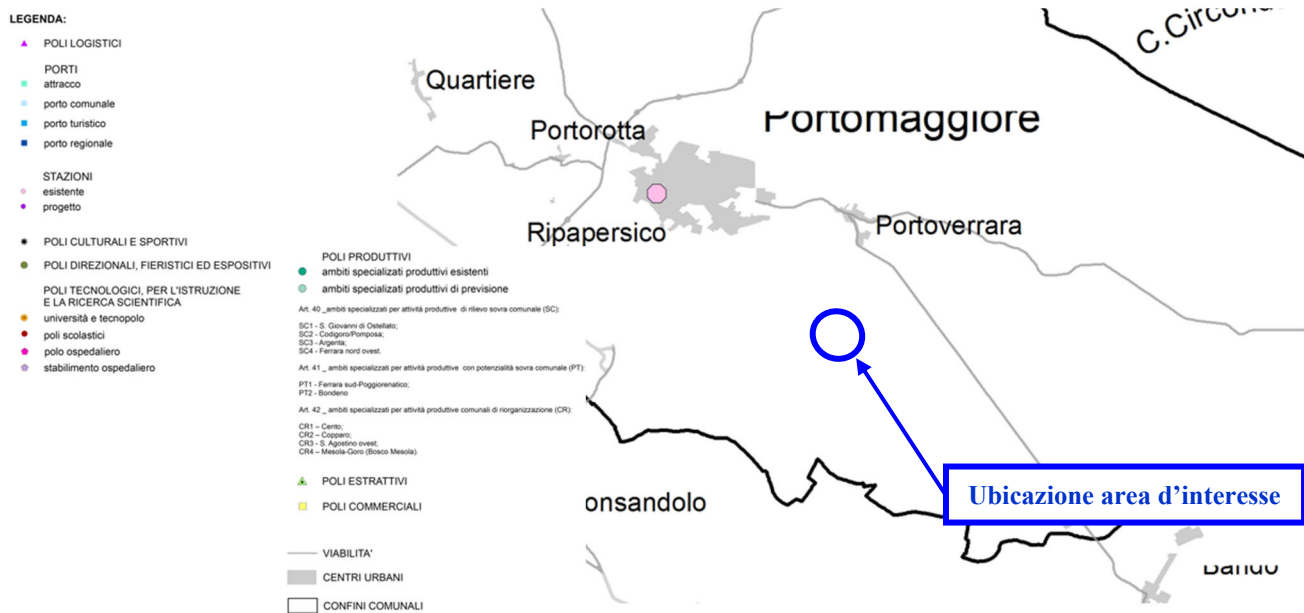 LEGENDA:
POLI LOGISTICI
PORTI
attracco
porto comunale
porto turistico
porto regionale
STAZIONI
esistente
progetto
POLI CULTURALI E SPORTIVI
POLI DIREZIONALI, FIERISTICI ED ESPOSITIVI
POLI TECNOLOGICI, PER L'ISTRUZIONE
E LA RICERCA SCIENTIFICA
università e tecnopolo
poli scolastici
polo ospedaliero
stabilimento ospedaliero
POLI PRODUTTIVI
ambiti specializzati produttivi esistenti
ambiti specializzati produttivi di previsione
Art. 40 _ambiti specializzati per attività produttive di rilievo sovra comunale (SC):
SC1 - S. Giovanni di Ostellato;
SC2 - Codigoro/Pomposa;
SC3 - Argenta;
SC4 - Ferrara nord ovest.
Art. 41 _ ambiti specializzati per attività produttive con potenzialità sovra comunale (PT):
PT1 - Ferrara sud-Poggiorenatico;
PT2 - Bondeno
Art. 42 _ ambiti specializzati per attività produttive comunali di riorganizzazione (CR):
CR1 – Cento;
CR2 – Copparo;
CR3 - S. Agostino ovest;
CR4 – Mesola-Goro (Bosco Mesola).
POLI ESTRATTIVI
POLI COMMERCIALI
VIABILITA'
CENTRI URBANI
CONFINI COMUNALI
C.Circon
Quartiere
Portomaggiore
Portorotta
Ripapersico
Portoverrara
Ubicazione area d'interesse
onsandolo
Bando